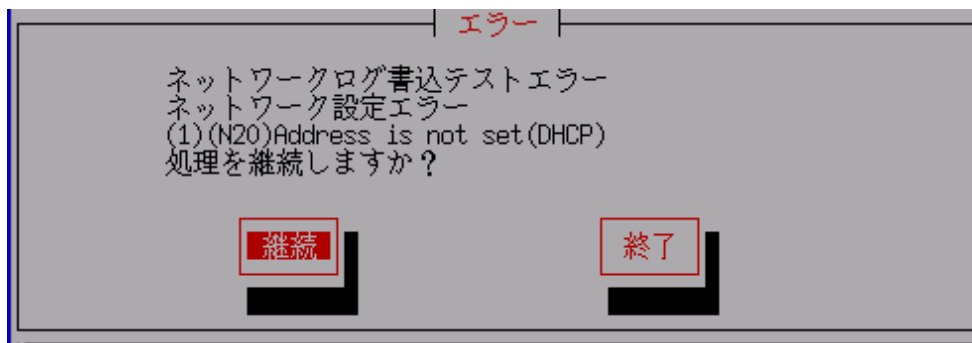 エラー
ネットワークログ書込テストエラー
ネットワーク設定エラー
(1)(N20)Address is not set(DHCP)
処理を継続しますか？
継続
終了